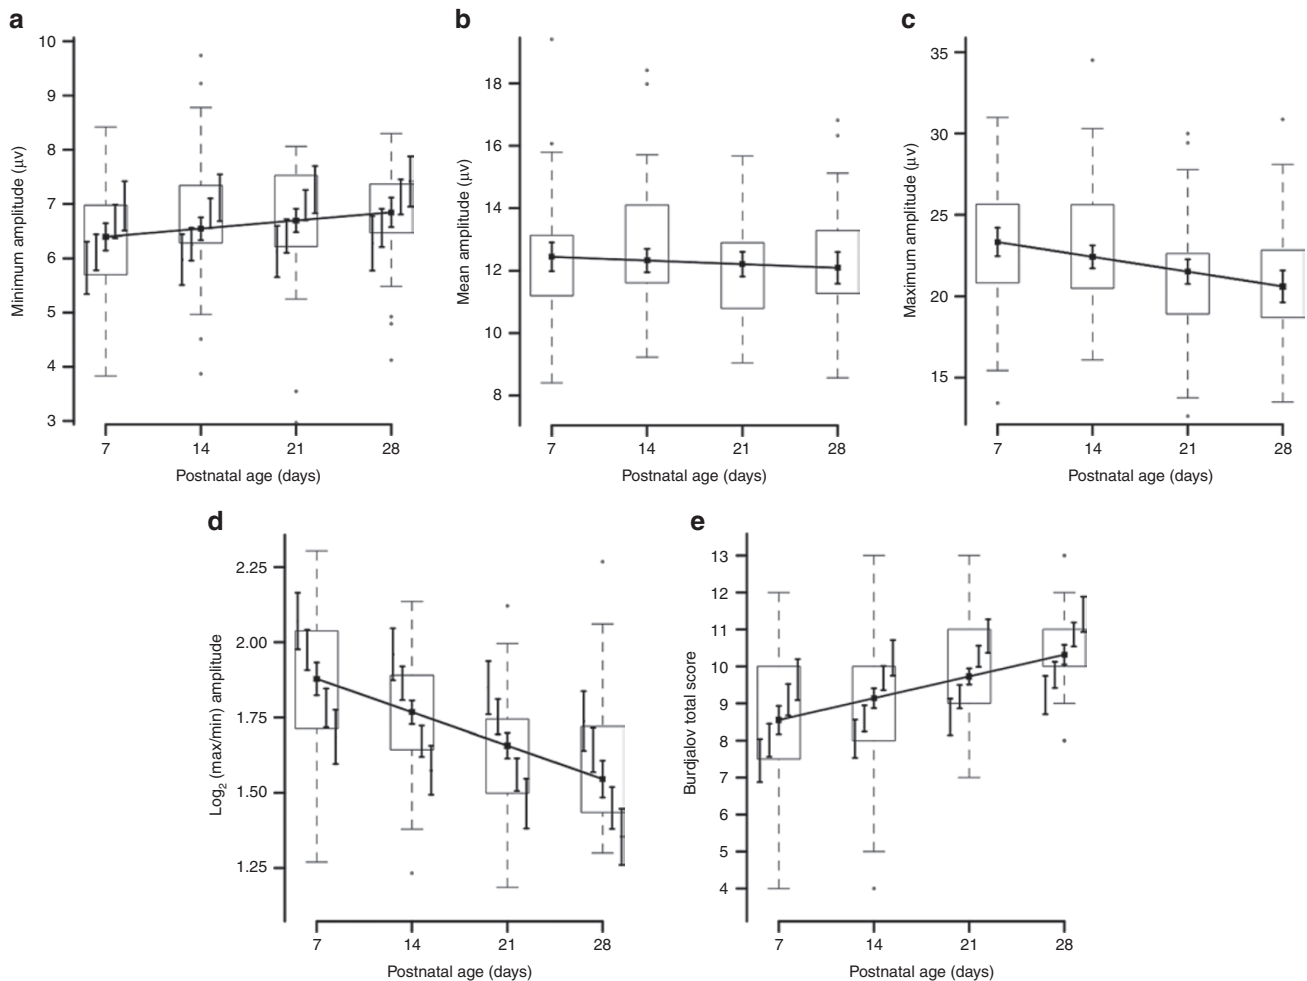 a
10
9
8
7
6
5
4
3
Minimum amplitude (μv)
7 14 21 28
Postnatal age (days)
b
18
16
14
12
10
8
Mean amplitude (μv)
7 14 21 28
Postnatal age (days)
c
35
30
25
20
15
Maximum amplitude (μv)
7 14 21 28
Postnatal age (days)
d
2.25
2.00
1.75
1.50
1.25
Log2 (max/min) amplitude
7 14 21 28
Postnatal age (days)
e
13
12
11
10
9
8
7
6
5
4
Burdjalov total score
7 14 21 28
Postnatal age (days)